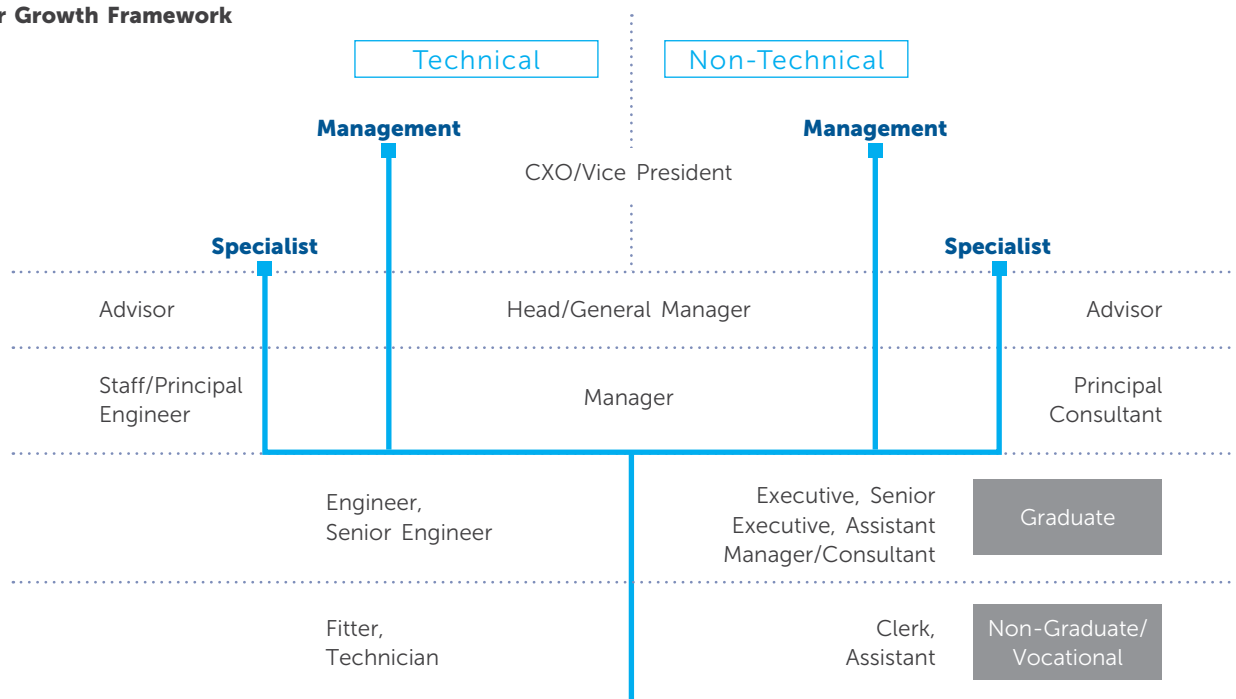 r Growth Framework
Technical
Non-Technical
Management
Management
CXO/Vice President
Specialist
Specialist
Advisor
Head/General Manager
Advisor
Staff/Principal
Engineer
Manager
Principal
Consultant
Engineer,
Senior Engineer
Executive, Senior
Executive, Assistant
Manager/Consultant
Graduate
Fitter,
Technician
Clerk,
Assistant
Non-Graduate/
Vocational